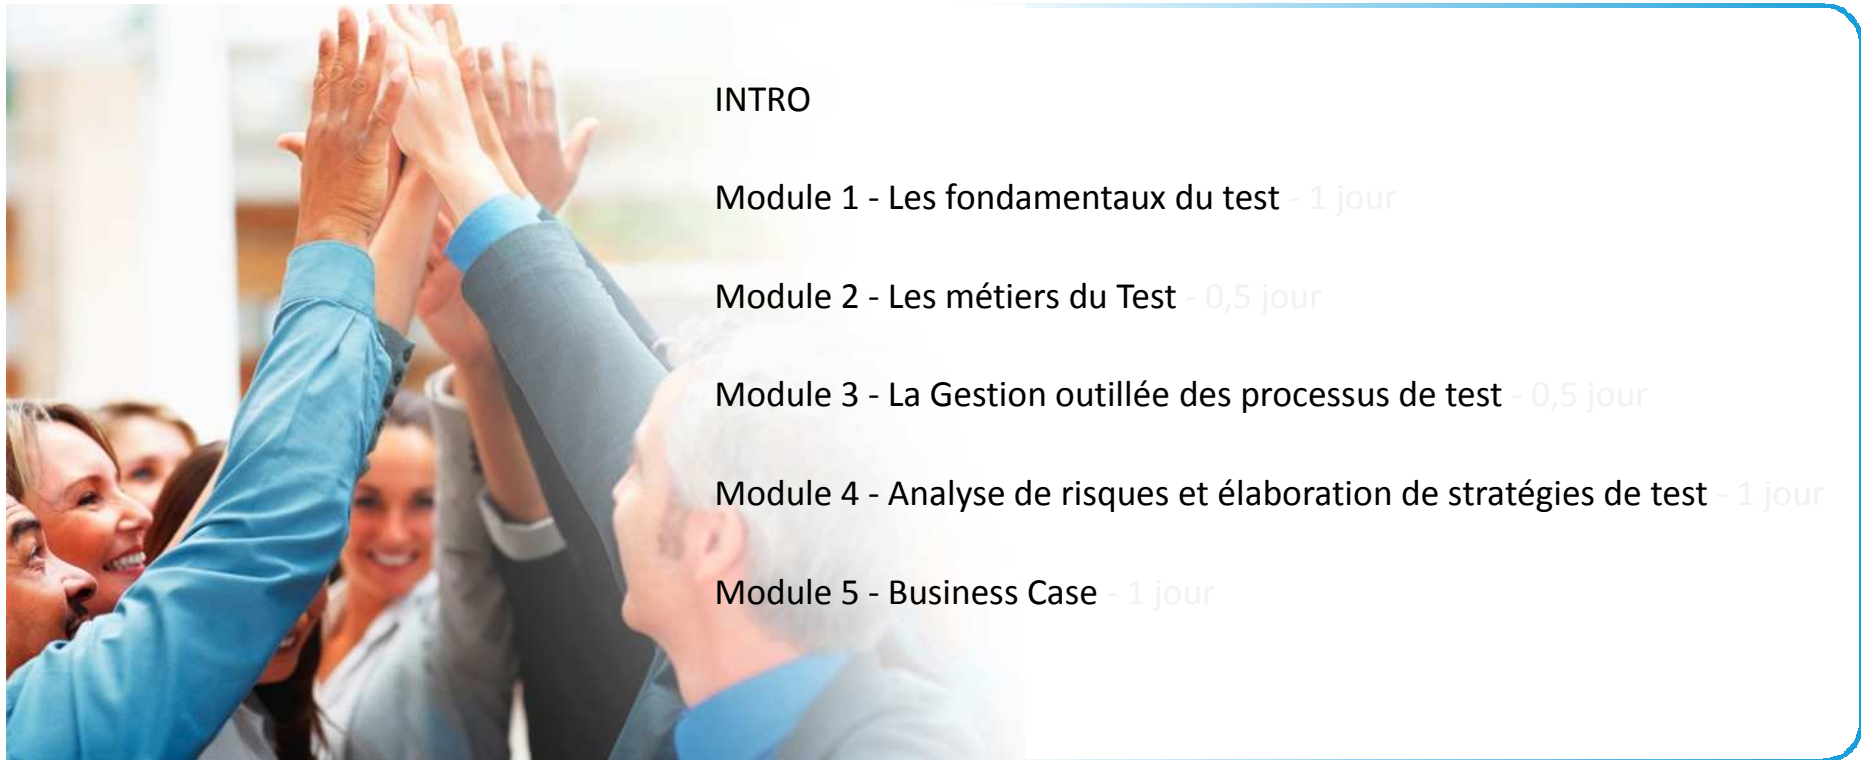 INTRO
Module 1 - Les fondamentaux du test - 1 jour
Module 2 - Les métiers du Test - 0,5 jour
Module 3 - La Gestion outillée des processus de test - 0,5 jour
Module 4 - Analyse de risques et élaboration de stratégies de test - 1 jour
Module 5 - Business Case - 1 jour